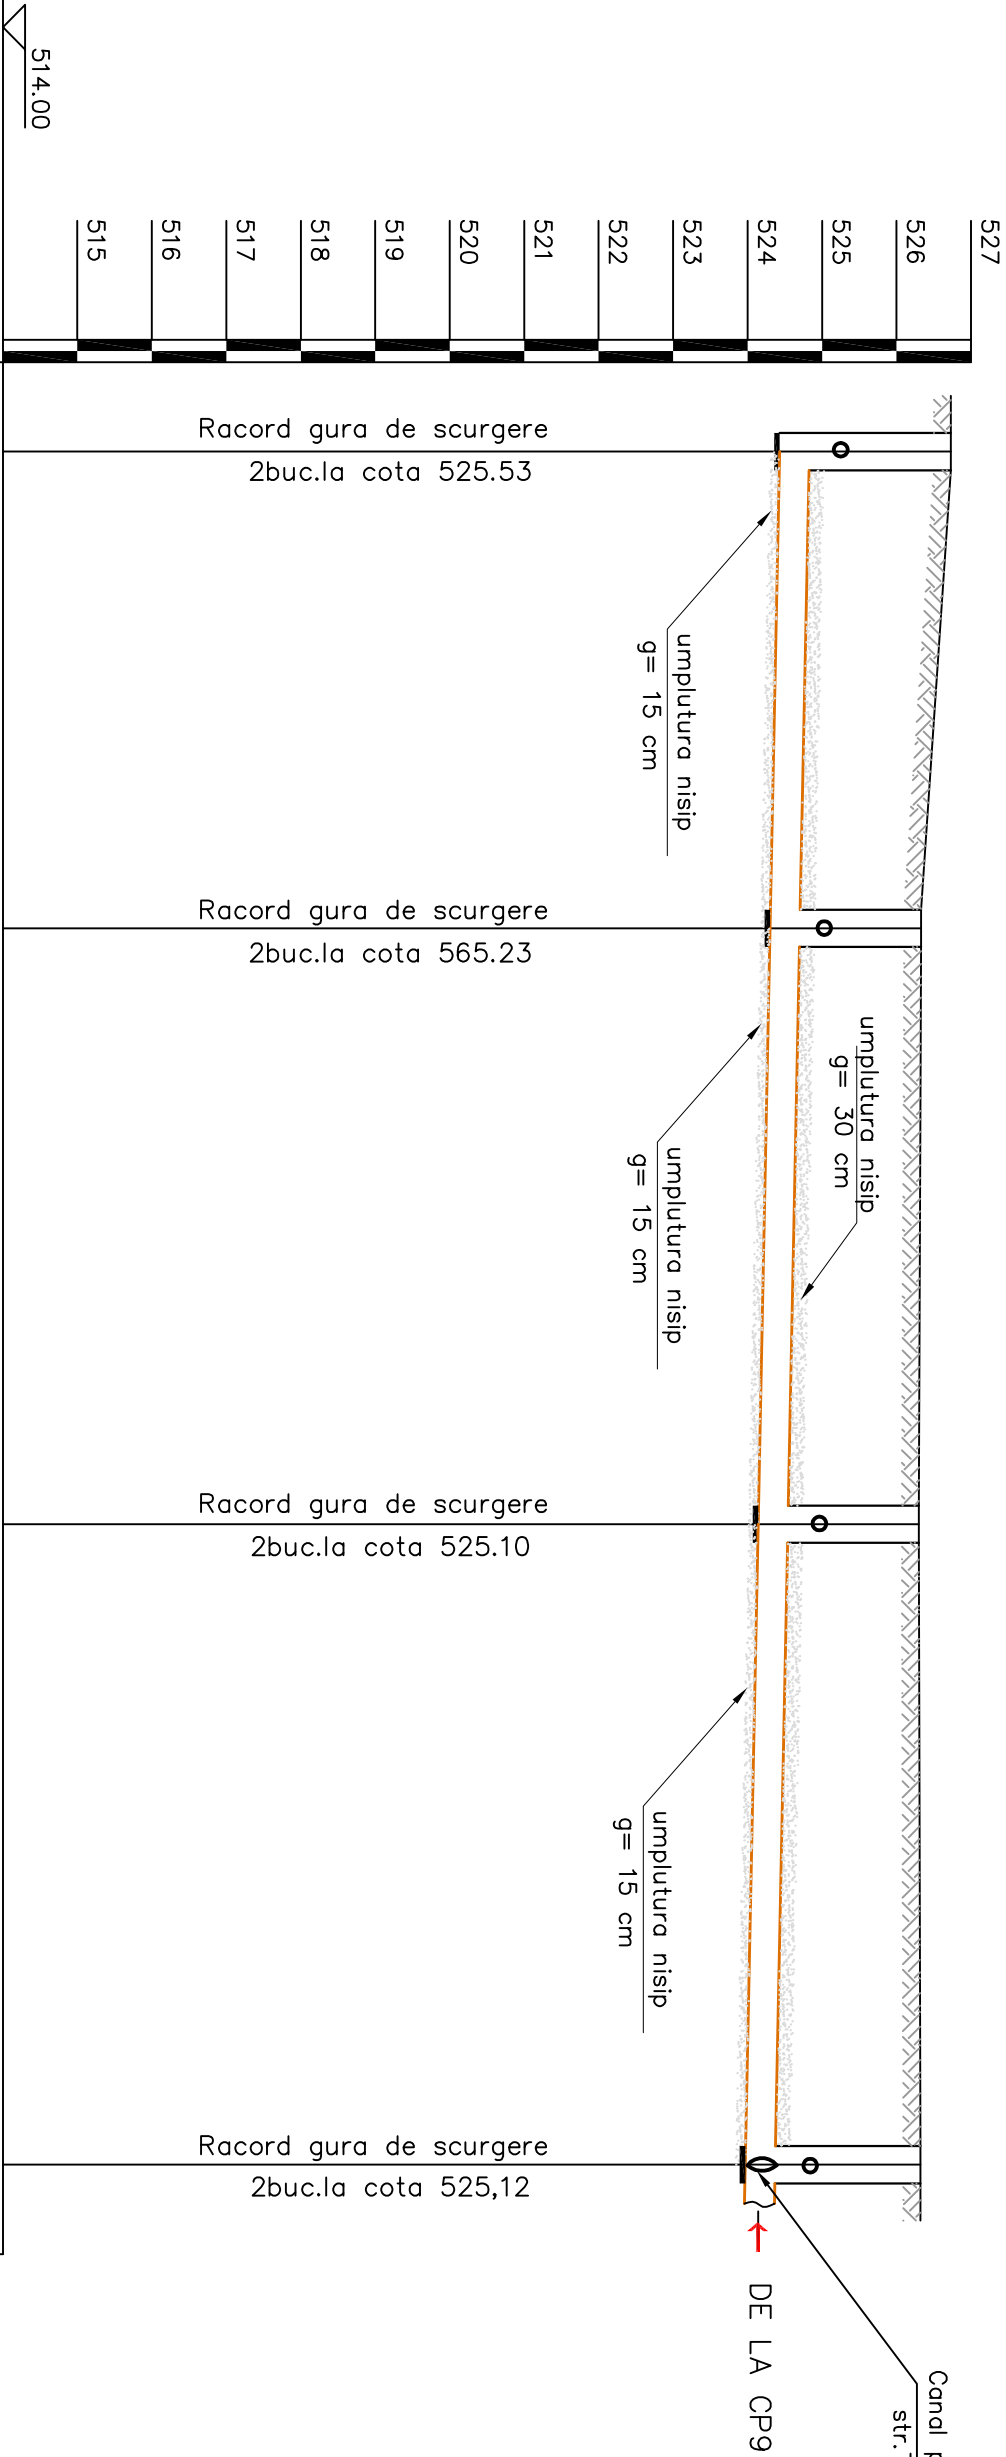 514.00
527
526
525
524
523
522
521
520
519
518
517
516
515
Racord gura de scurgere
2buc.la cota 525.53
umplutura nisip
g= 15 cm
Racord gura de scurgere
2buc.la cota 565.23
umplutura nisip
g= 30 cm
umplutura nisip
g= 15 cm
Racord gura de scurgere
2buc.la cota 525.10
umplutura nisip
g= 15 cm
Racord gura de scurgere
2buc.la cota 525,12
DE LA CP9
Canal
str.